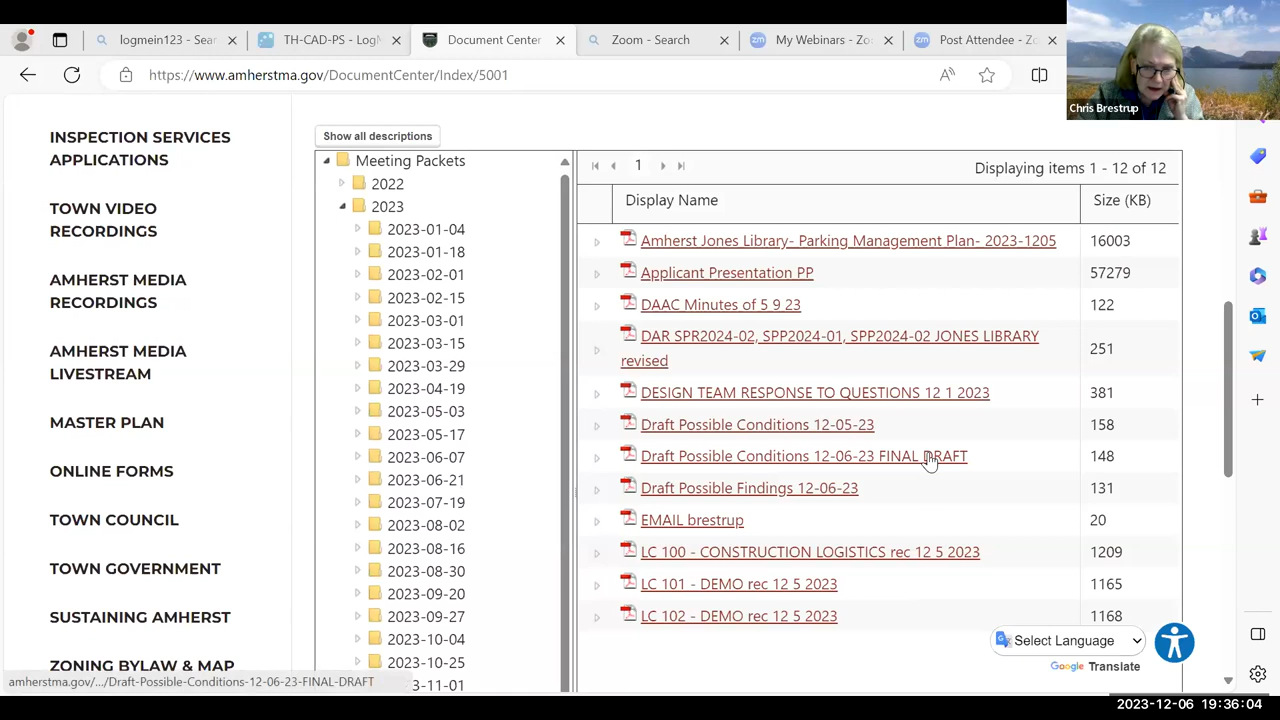 logmein123 - Sear
TH-CAD-PS - LogM
Document Center
Zoom - Search
My Webinars - Zo
Post Attendee - Zo
https://www.amherstma.gov/DocumentCenter/Index/5001
Chris Brestrup
INSPECTION SERVICES
APPLICATIONS
TOWN VIDEO
RECORDINGS
AMHERST MEDIA
RECORDINGS
AMHERST MEDIA
LIVESTREAM
MASTER PLAN
ONLINE FORMS
TOWN COUNCIL
TOWN GOVERNMENT
SUSTAINING AMHERST
ZONING BYLAW & MAP
Show all descriptions
Meeting Packets
2022
2023
2023-01-04
2023-01-18
2023-02-01
2023-02-15
2023-03-01
2023-03-15
2023-03-29
2023-04-19
2023-05-03
2023-05-17
2023-06-07
2023-06-21
2023-07-19
2023-08-02
2023-08-16
2023-08-30
2023-09-20
2023-09-27
2023-10-04
2023-10-25
3-11-01
1
Displaying items 1 - 12 of 12
Display Name
Size (KB)
Amherst Jones Library- Parking Management Plan- 2023-1205
16003
Applicant Presentation PP
57279
DAAC Minutes of 5 9 23
122
DAR SPR2024-02, SPP2024-01, SPP2024-02 JONES LIBRARY
revised
251
DESIGN TEAM RESPONSE TO QUESTIONS 12 1 2023
381
Draft Possible Conditions 12-05-23
158
Draft Possible Conditions 12-06-23 FINAL DRAFT
148
Draft Possible Findings 12-06-23
131
EMAIL brestrup
20
LC 100 - CONSTRUCTION LOGISTICS rec 12 5 2023
1209
LC 101 - DEMO rec 12 5 2023
1165
LC 102 - DEMO rec 12 5 2023
1168
Select Language
Google Translate
amherstma.gov/.../Draft-Possible-Conditions-12-06-23-FINAL-DRAFT
2023-12-06 19:36:04